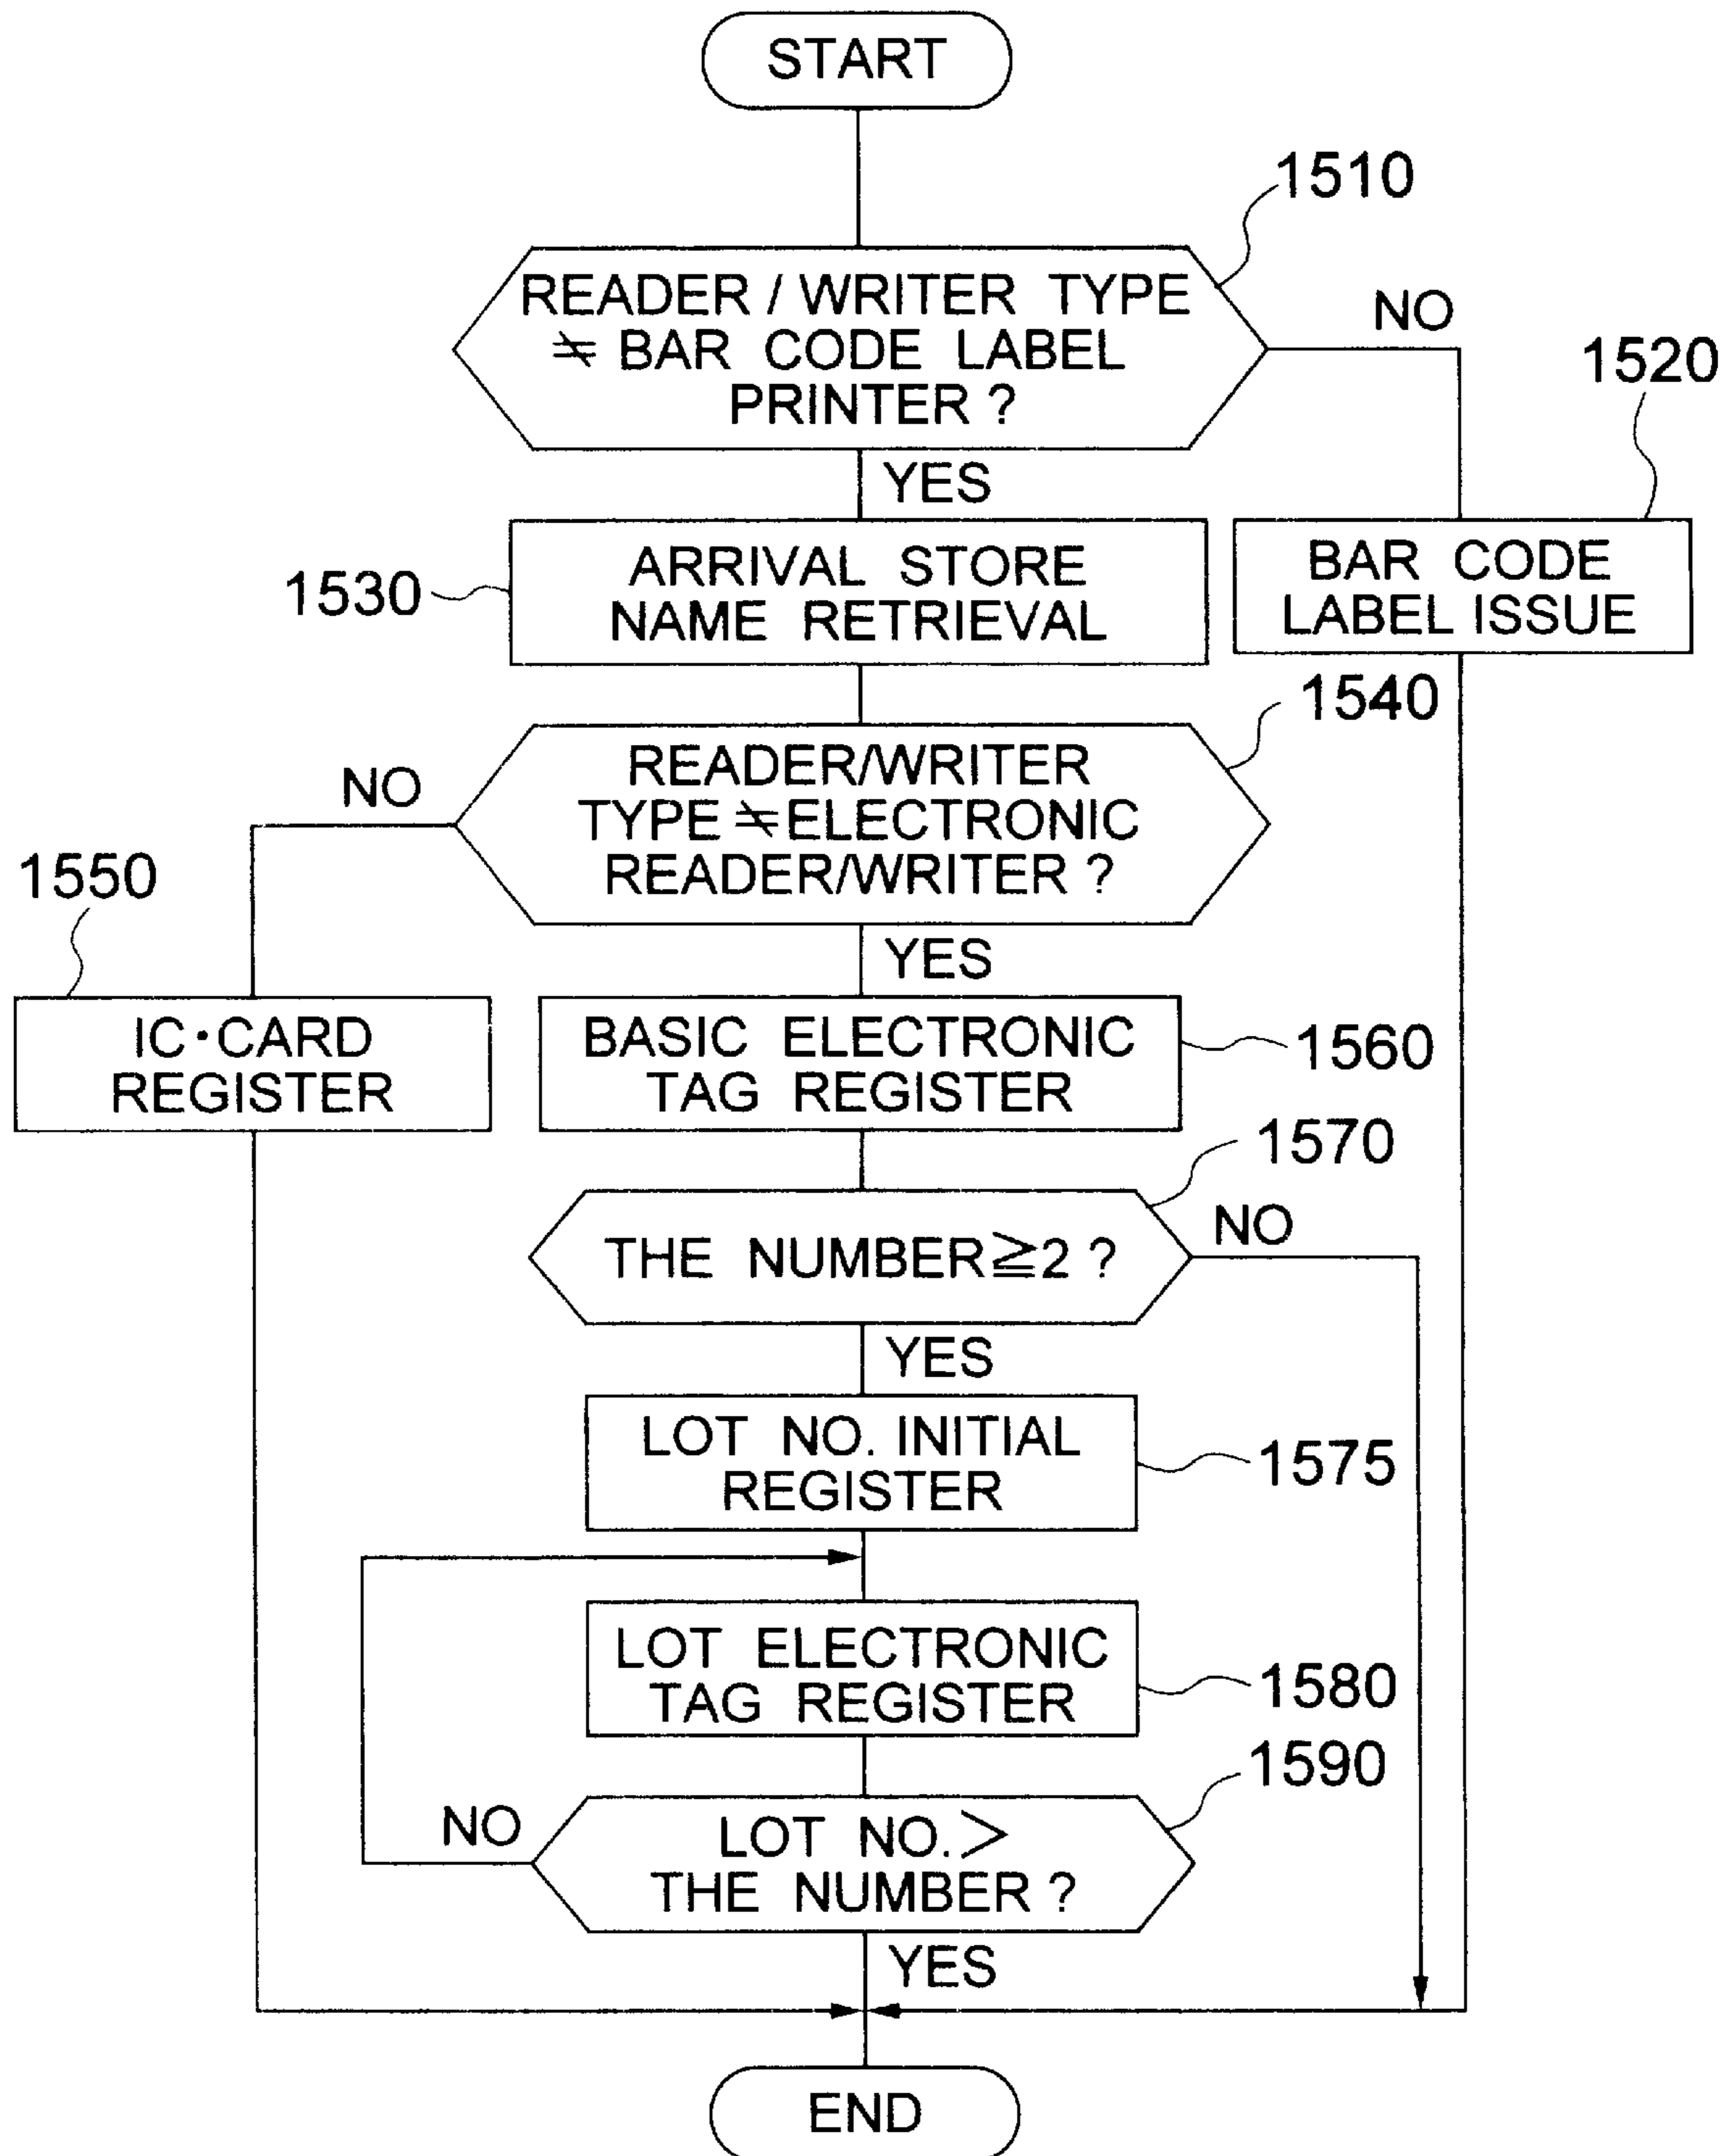 START
1510
READER / WRITER TYPE
≠ BAR CODE LABEL
PRINTER ?
NO
1520
YES
1530
ARRIVAL STORE
NAME RETRIEVAL
BAR CODE
LABEL ISSUE
1540
READER/WRITER
TYPE ≠ ELECTRONIC
READER/WRITER ?
NO
1550
YES
IC·CARD
REGISTER
BASIC ELECTRONIC
TAG REGISTER
1560
1570
THE NUMBER ≧ 2 ?
NO
YES
LOT NO. INITIAL
REGISTER
1575
LOT ELECTRONIC
TAG REGISTER
1580
1590
NO
LOT NO. >
THE NUMBER ?
YES
END